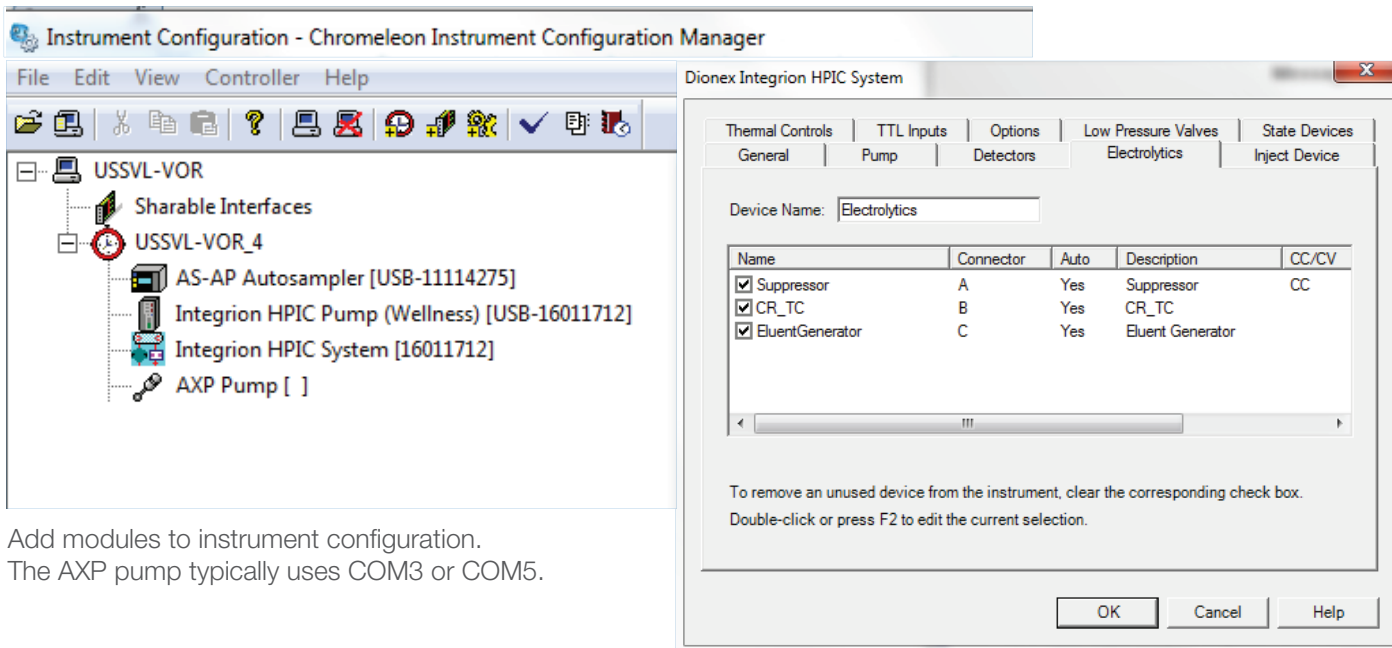 Instrument Configuration - Chromeleon Instrument Configuration Manager
File Edit View Controller Help
USSVL-VOR
Sharable Interfaces
USSVL-VOR_4
AS-AP Autosampler [USB-11114275]
Integrion HPIC Pump (Wellness) [USB-16011712]
Integrion HPIC System [16011712]
AXP Pump [ ]
Add modules to instrument configuration.
The AXP pump typically uses COM3 or COM5.
Dionex Integrion HPIC System
Thermal Controls TTL Inputs Options Low Pressure Valves State Devices
General Pump Detectors Electrolytics Inject Device
Device Name: Electrolytics
Name Connector Auto Description CC/CV
Suppressor A Yes Suppressor CC
CR_TC B Yes CR_TC
EluentGenerator C Yes Eluent Generator
To remove an unused device from the instrument, clear the corresponding check box.
Double-click or press F2 to edit the current selection.
OK Cancel Help